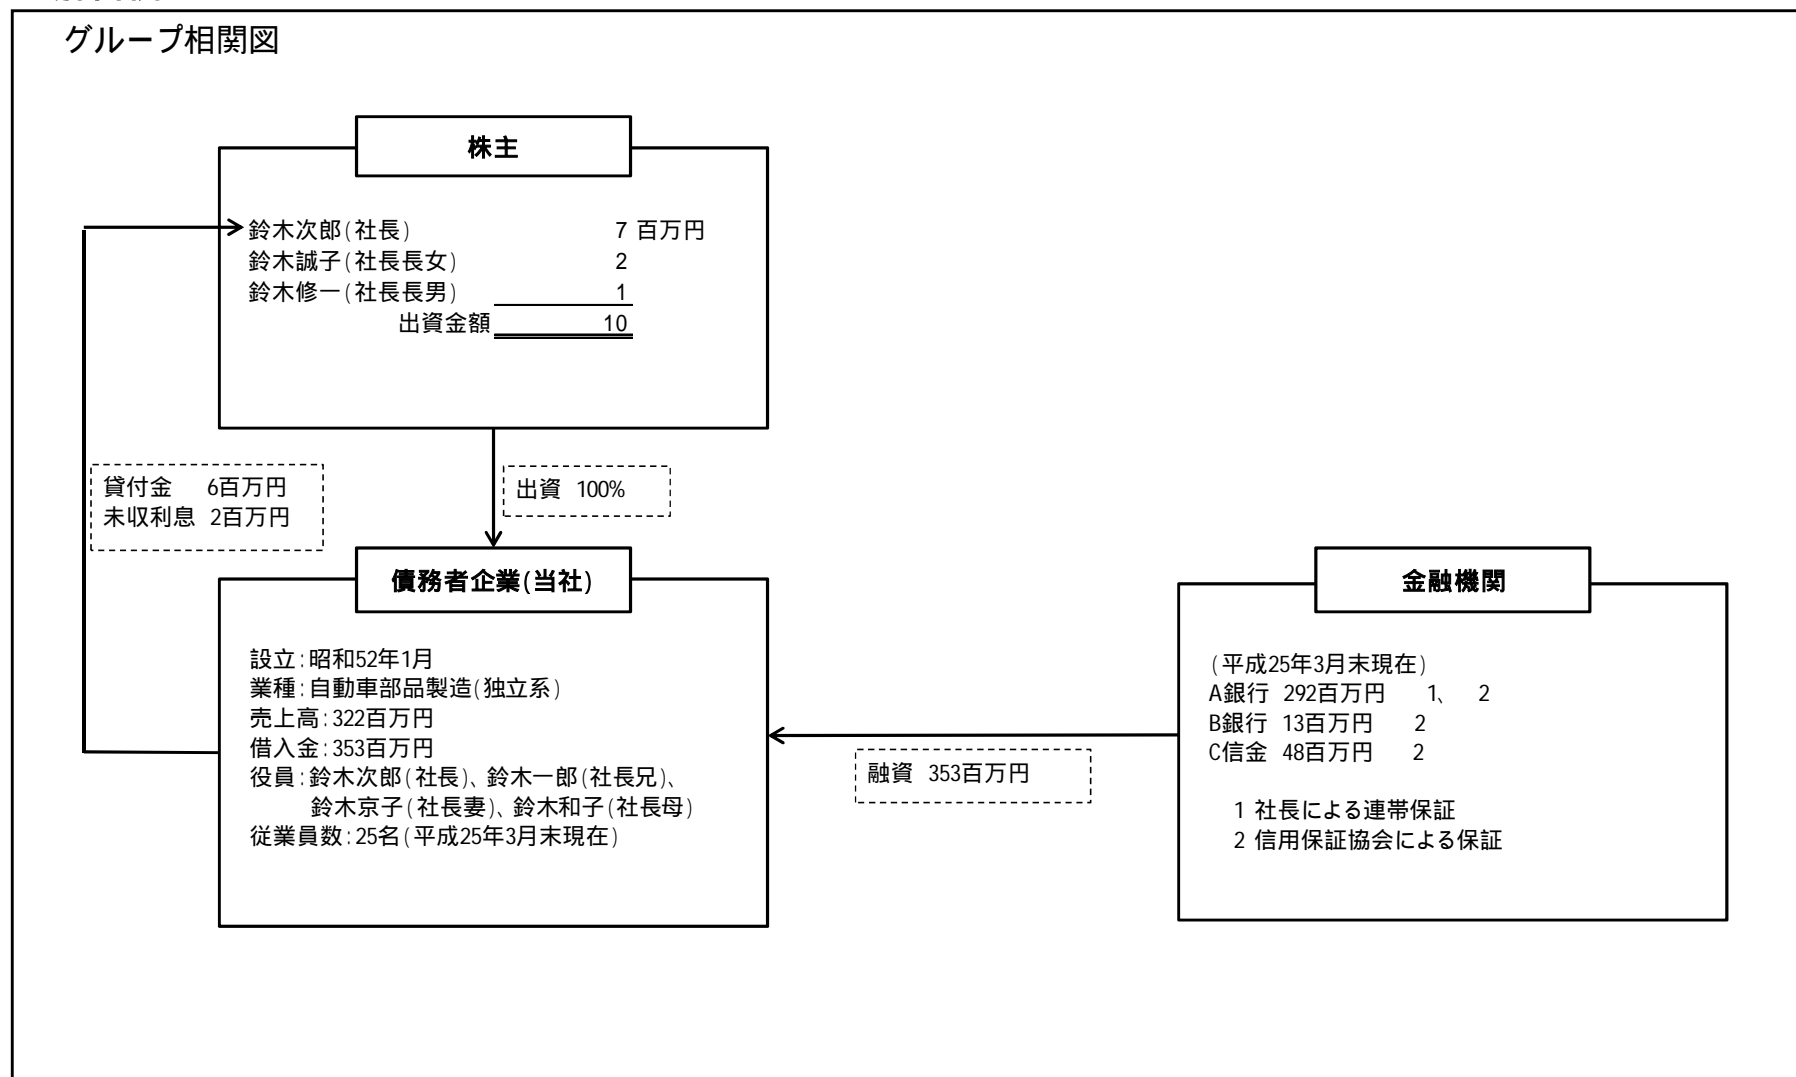 グループ相関図
株主
鈴木次郎(社長) 7 百万円
鈴木誠子(社長長女) 2
鈴木修一(社長長男) 1
出資金額 10
貸付金 6百万円
未収利息 2百万円
出資 100%
債務者企業(当社)
設立:昭和52年1月
業種:自動車部品製造(独立系)
売上高:322百万円
借入金:353百万円
役員:鈴木次郎(社長)、鈴木一郎(社長兄)、
鈴木京子(社長妻)、鈴木和子(社長母)
従業員数:25名(平成25年3月末現在)
融資 353百万円
金融機関
(平成25年3月末現在)
A銀行 292百万円 1、 2
B銀行 13百万円 2
C信金 48百万円 2
1 社長による連帯保証
2 信用保証協会による保証